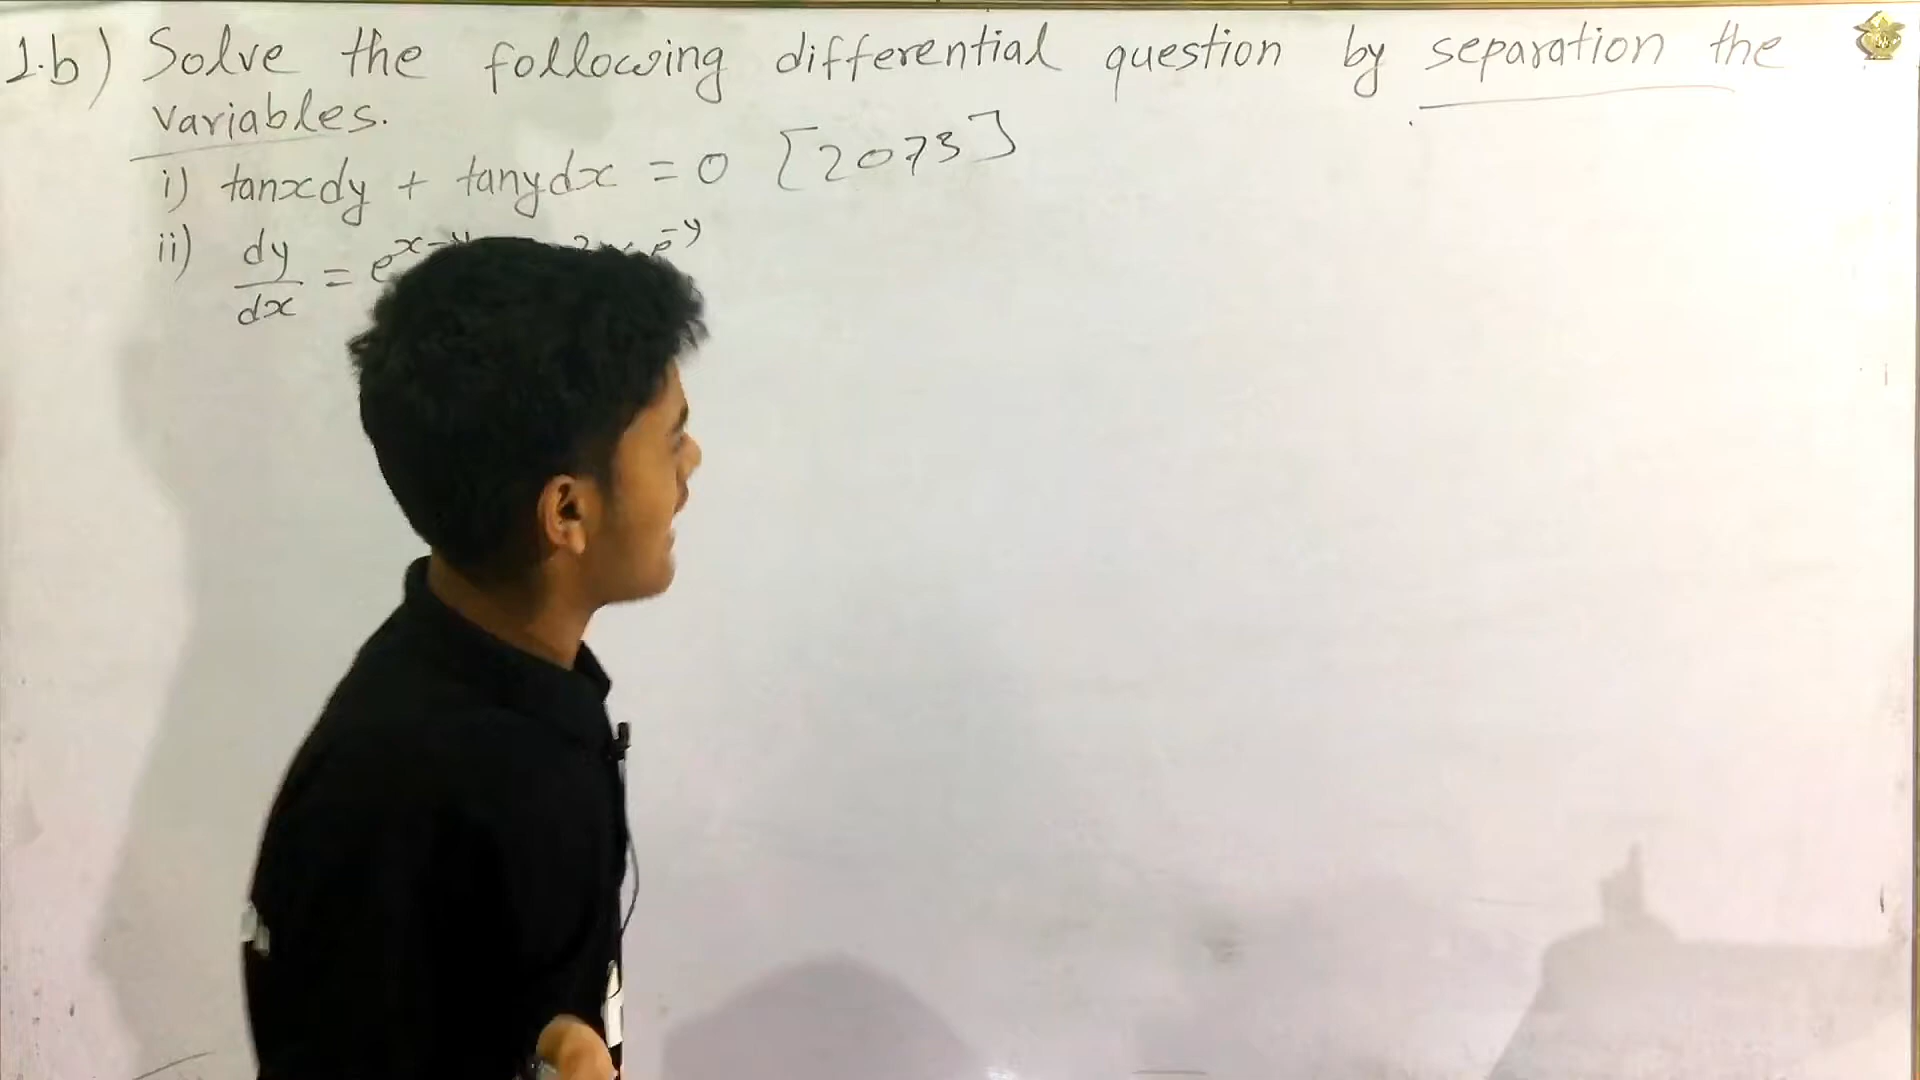 1.b) Solve the following differential question by separation the
variables.
i) tanxdy + tanydx = 0 [2073]
ii) dy/dx = e^x-y e^-y